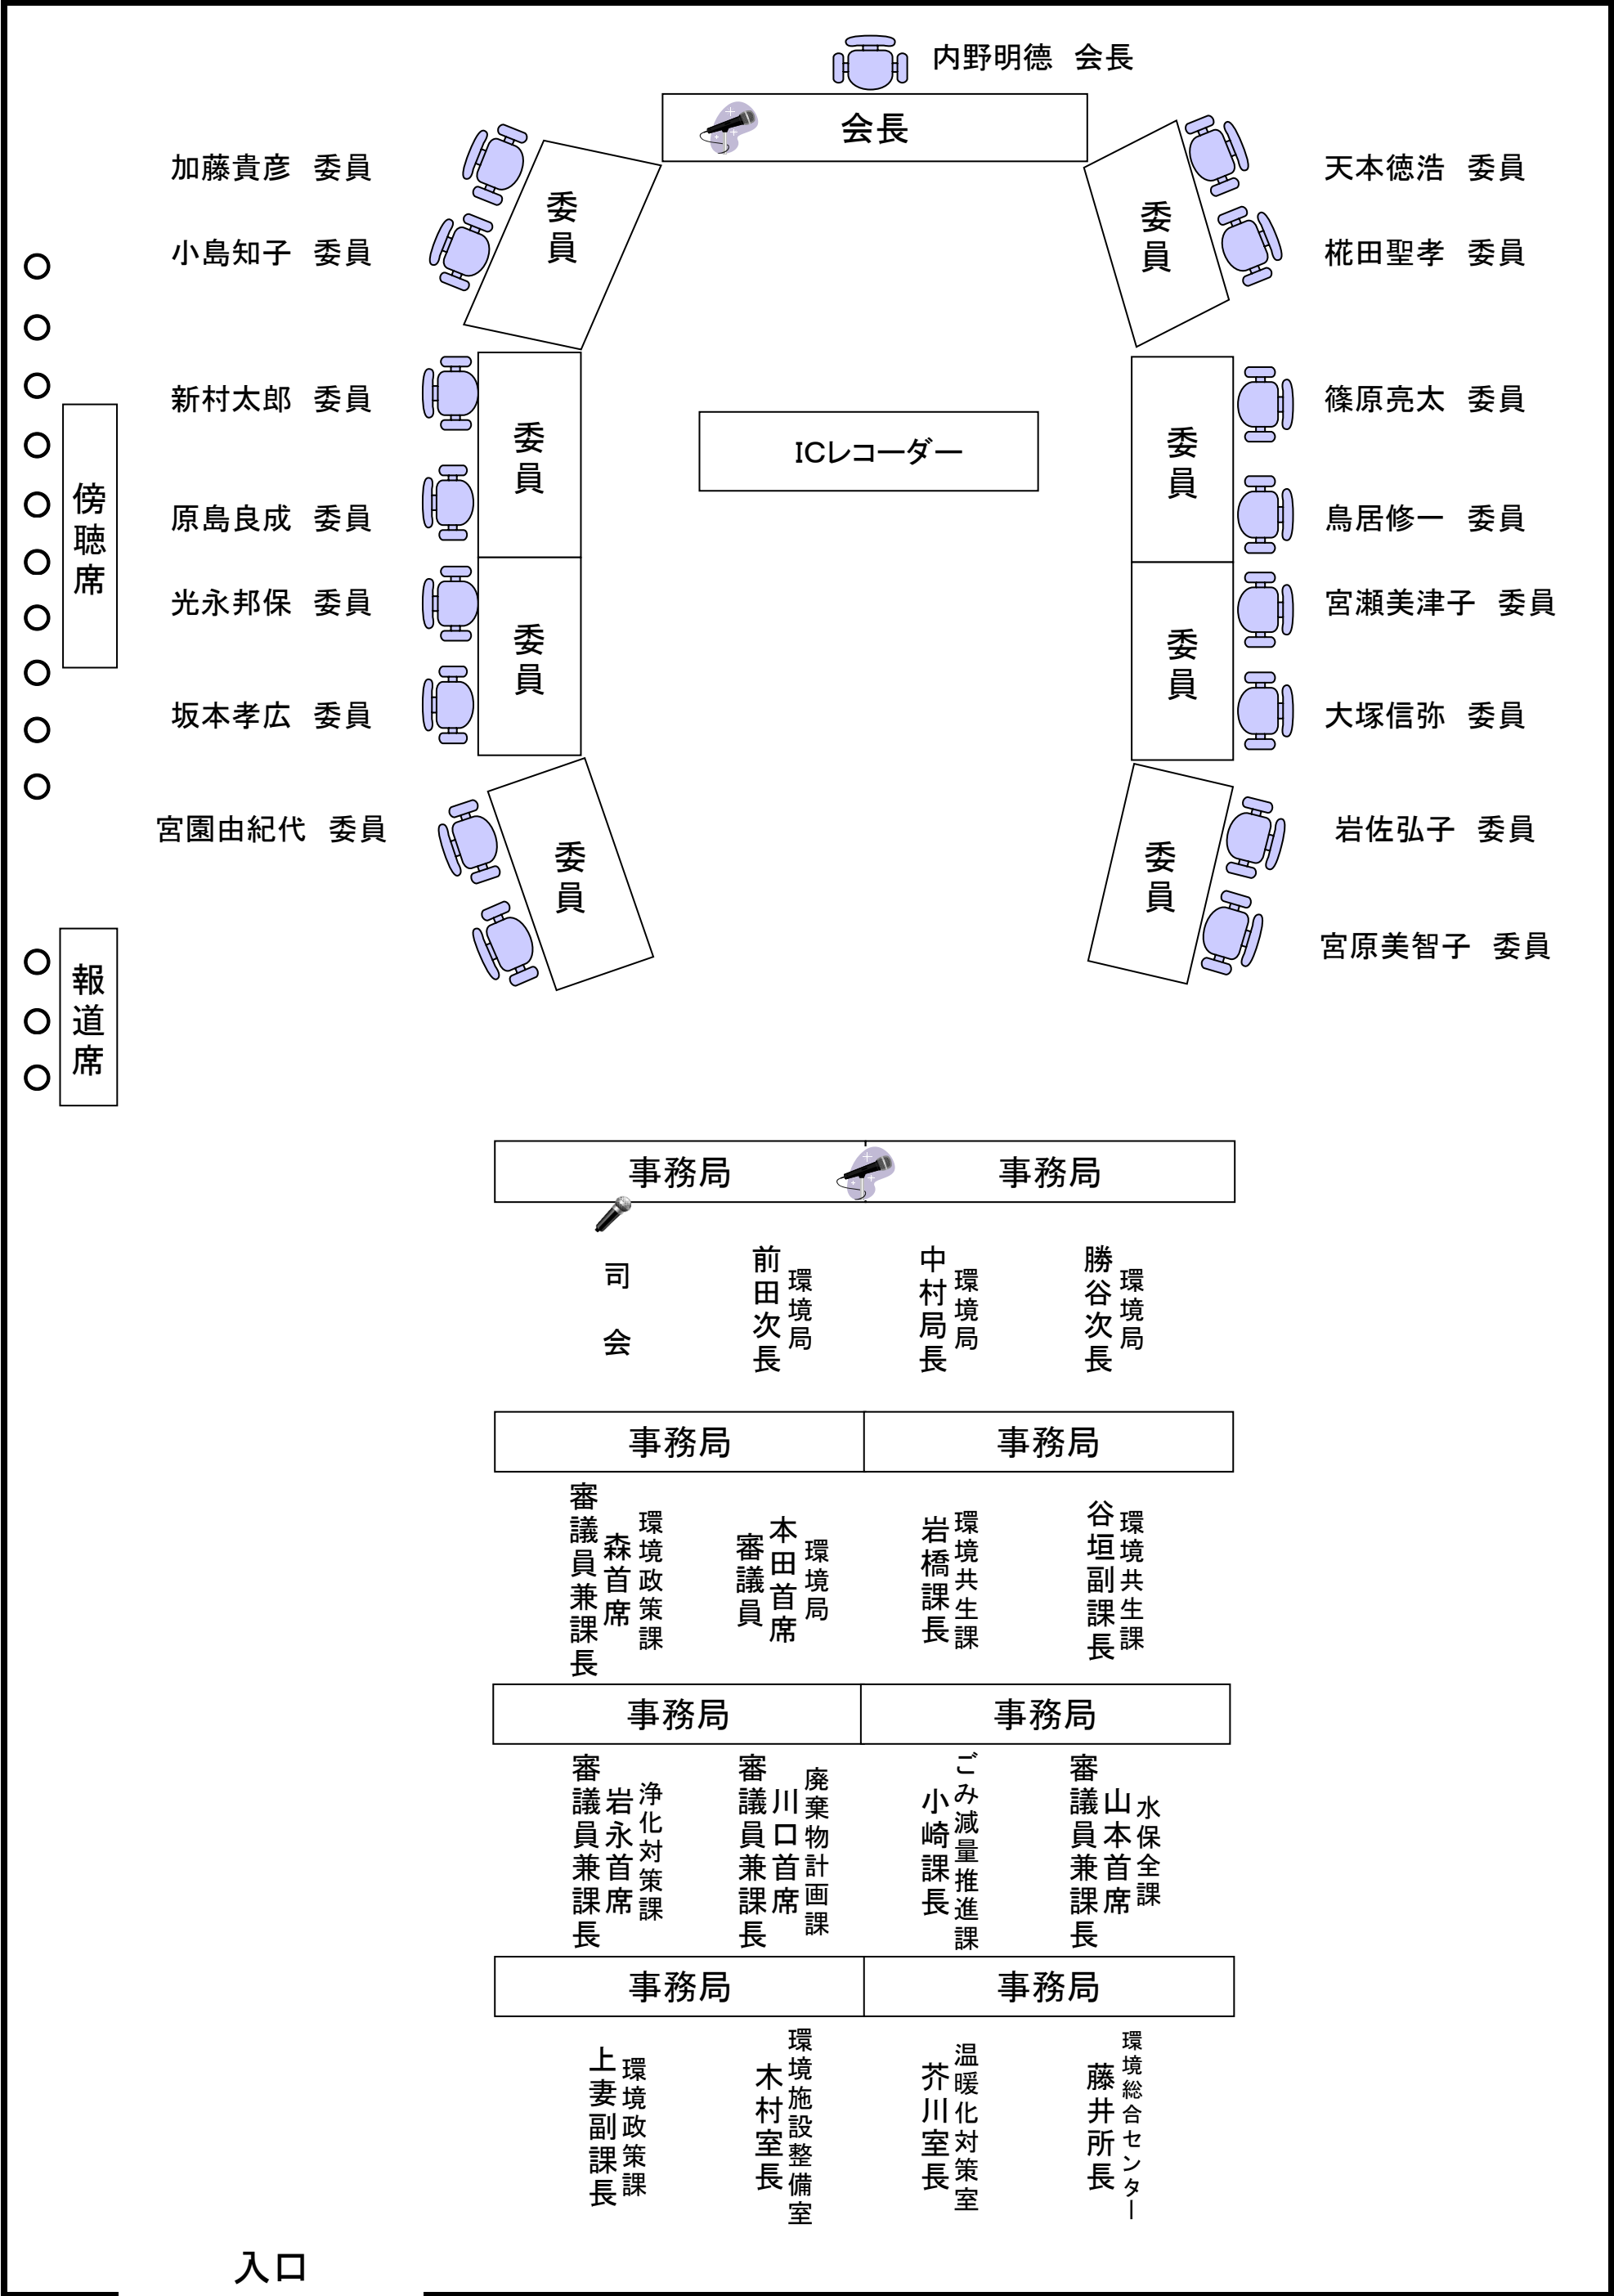 内野明德　会長
会長
加藤貴彦　委員
小島知子　委員
新村太郎　委員
原島良成　委員
光永邦保　委員
坂本孝広　委員
宮園由紀代　委員
委員
委員
委員
委員
ICレコーダー
委員
委員
委員
委員
天本徳浩　委員
椛田聖孝　委員
篠原亮太　委員
鳥居修一　委員
宮瀬美津子　委員
大塚信弥　委員
岩佐弘子　委員
宮原美智子　委員
傍聴席
報道席
事務局
事務局
司会
環境局
前田次長
環境局
中村局長
環境局
勝谷次長
事務局
事務局
環境政策課
森首席
審議員兼課長
環境局
本田首席
審議員
環境共生課
岩橋課長
環境共生課
谷垣副課長
事務局
事務局
浄化対策課
岩永首席
審議員兼課長
廃棄物計画課
川口首席
審議員兼課長
ごみ減量推進課
小崎課長
水保全課
山本首席
審議員兼課長
事務局
事務局
環境政策課
上妻副課長
環境施設整備室
木村室長
温暖化対策室
芥川室長
環境総合センター
藤井所長
入口